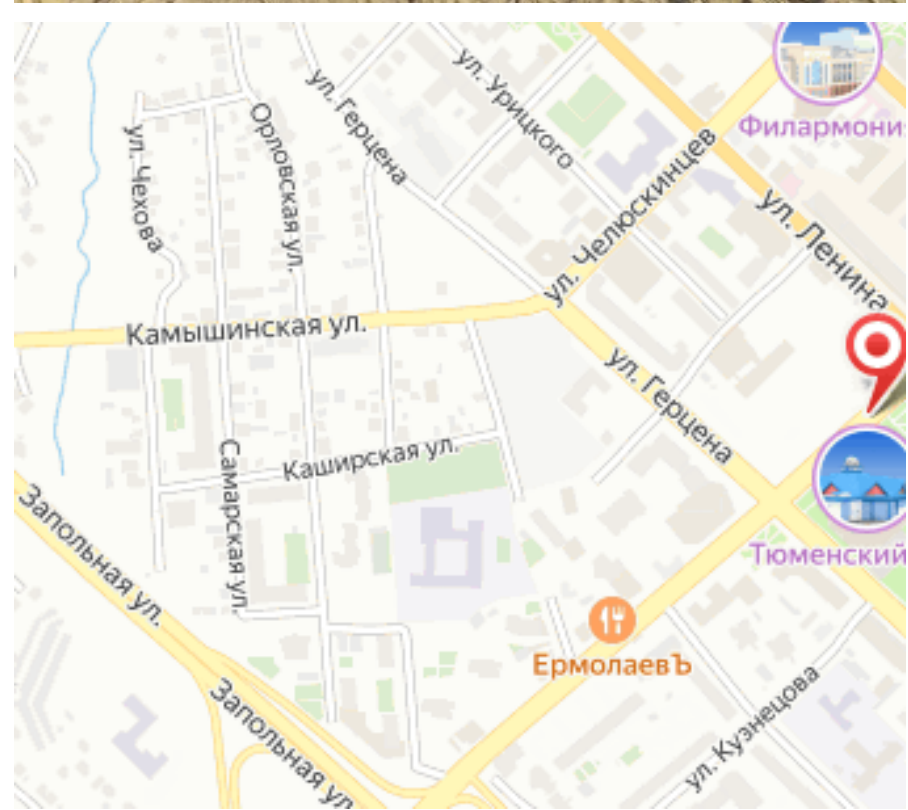 ул. Герцена
ул. Урицкого
Филармония
ул. Чехова
Орловская ул.
ул. Челюскинцев
ул. Ленина
Камышинская ул.
ул. Герцена
Каширская ул.
Самарская ул.
Запольная ул.
Тюменский
ЕрмолаевЪ
ул. Кузнецова
Запольная ул.